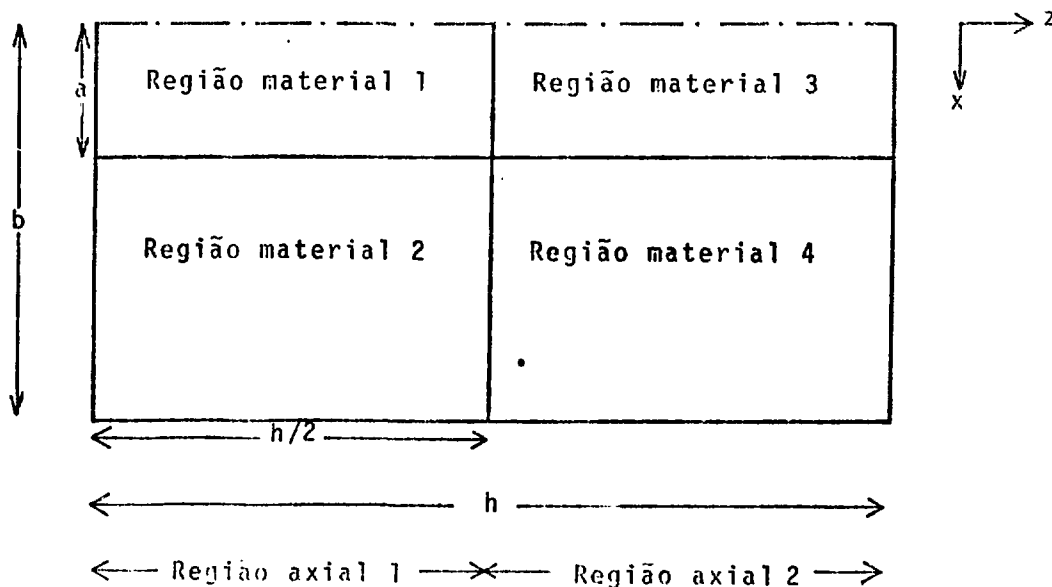 z
a
Região material 1
Região material 3
x
b
Região material 2
Região material 4
h/2
h
Região axial 1
Região axial 2